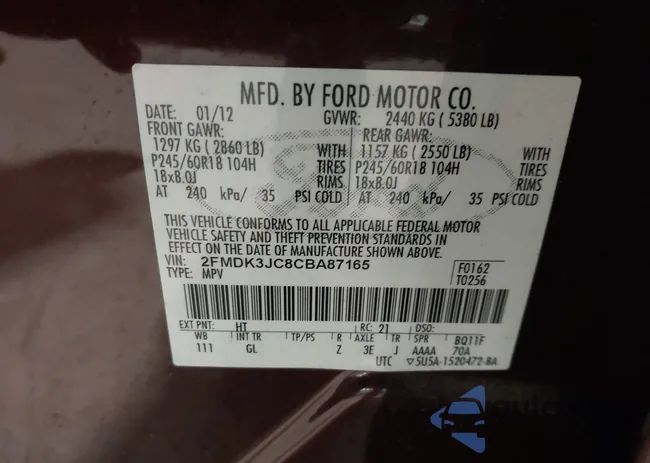 MFD. BY FORD MOTOR CO.
DATE: 01/12 GVWR: 2440 KG ( 5380 LB)
FRONT GAWR: REAR GAWR:
1297 KG ( 2860 LB) WITH 1157 KG ( 2550 LB) WITH
P245/60R18 104H TIRES P245/60R18 104H TIRES
18x8.0J RIMS 18x8.0J RIMS
AT 240 kPa/ 35 PSI COLD AT 240 kPa/ 35 PSI COLD
THIS VEHICLE CONFORMS TO ALL APPLICABLE FEDERAL MOTOR
VEHICLE SAFETY AND THEFT PREVENTION STANDARDS IN
EFFECT ON THE DATE OF MANUFACTURE SHOWN ABOVE.
VIN: 2FMDK3JC8CBA87165 F0162
TYPE: MPV T0256
EXT PNT: HT RC: 21 DSO:
WB INT TR TP/PS R AXLE TR SPR BQ11F
111 GL Z 3E J AAAA 70A
UTC ▽5U5A-1520472-BA